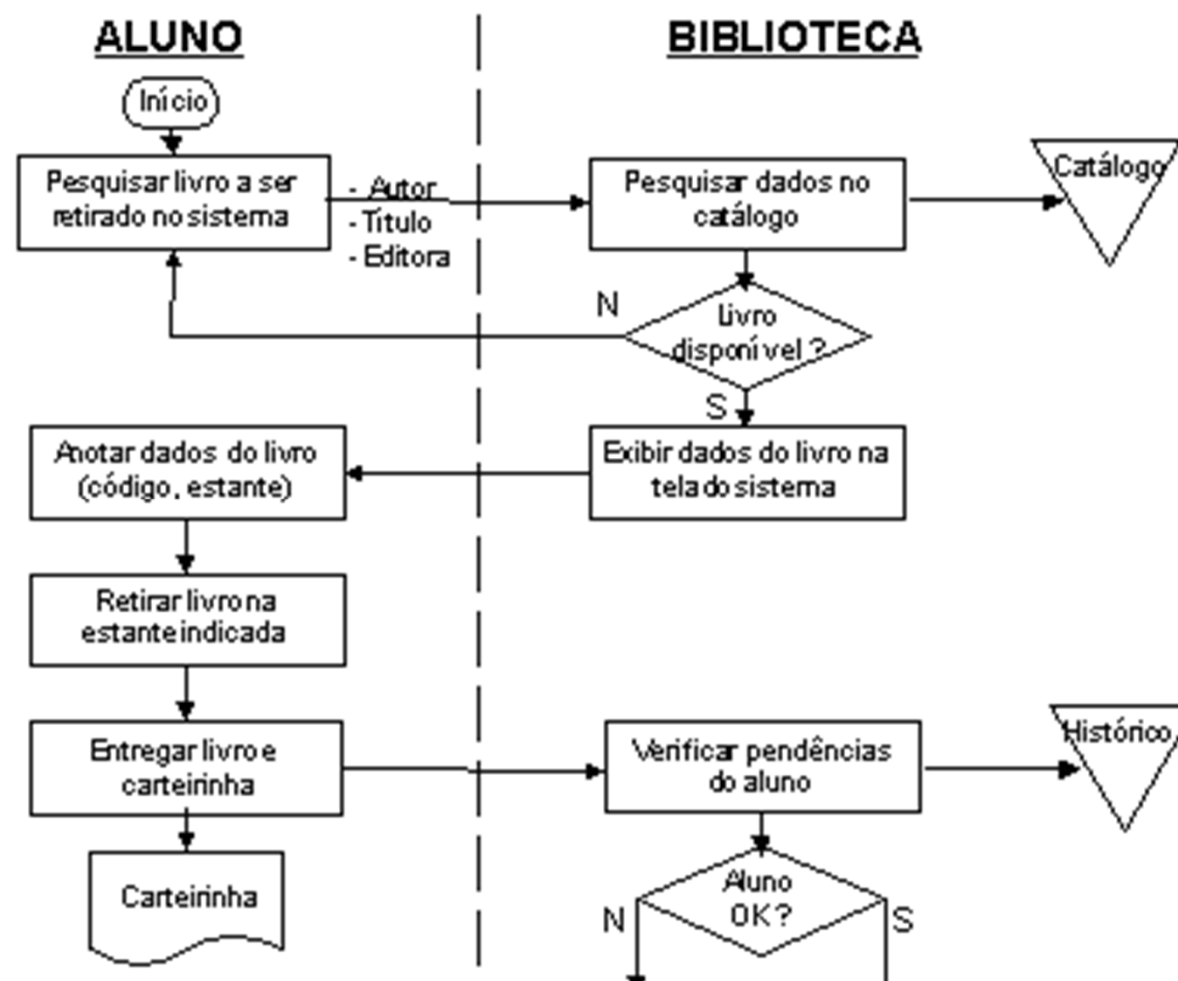 ALUNO
BIBLIOTECA
Início
Pesquisar livro a ser
retirado no sistema
- Autor
- Título
- Editora
Pesquisar dados no
catálogo
Catálogo
N
Livro
disponível ?
S
Exibir dados do livro na
tela do sistema
Anotar dados do livro
(código, estante)
Retirar livro na
estante indicada
Entregar livro e
carteirinha
Verificar pendências
do aluno
Histórico
Carteirinha
Aluno
OK ?
N
S